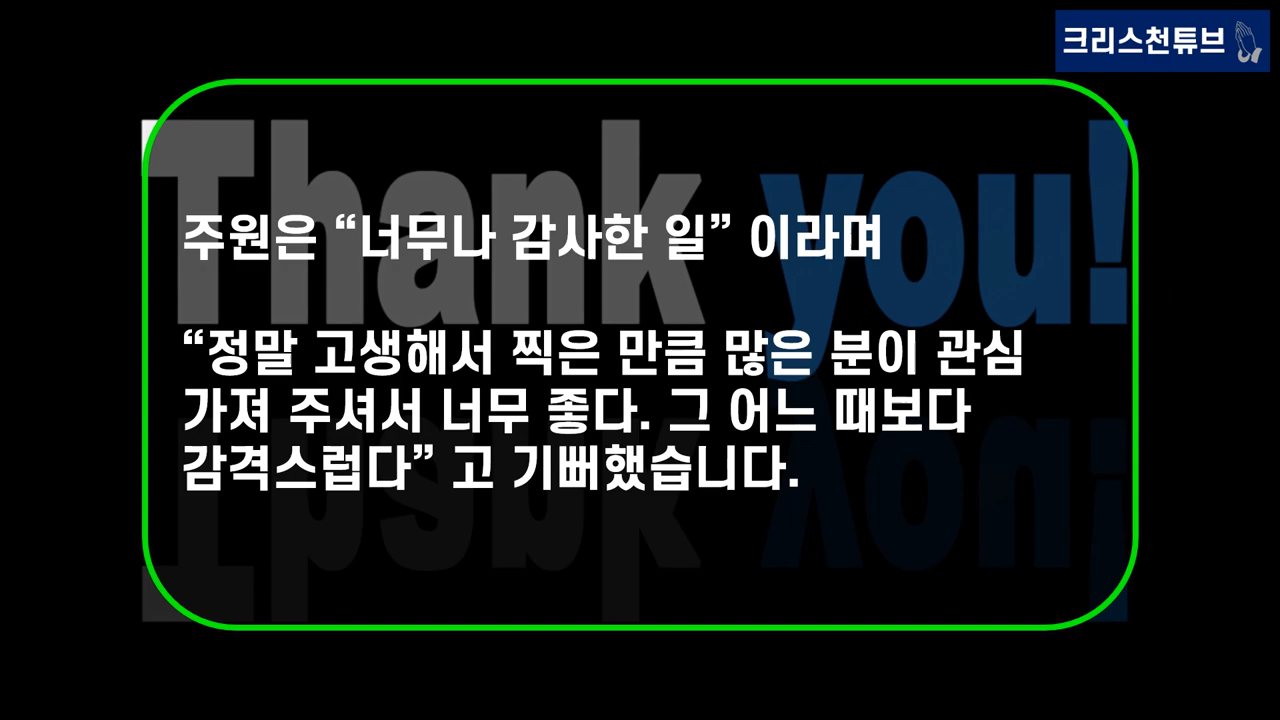 크리스천튜브
Thank you!
주원은 “너무나 감사한 일” 이라며
“정말 고생해서 찍은 만큼 많은 분이 관심
가져 주셔서 너무 좋다. 그 어느 때보다
감격스럽다” 고 기뻐했습니다.